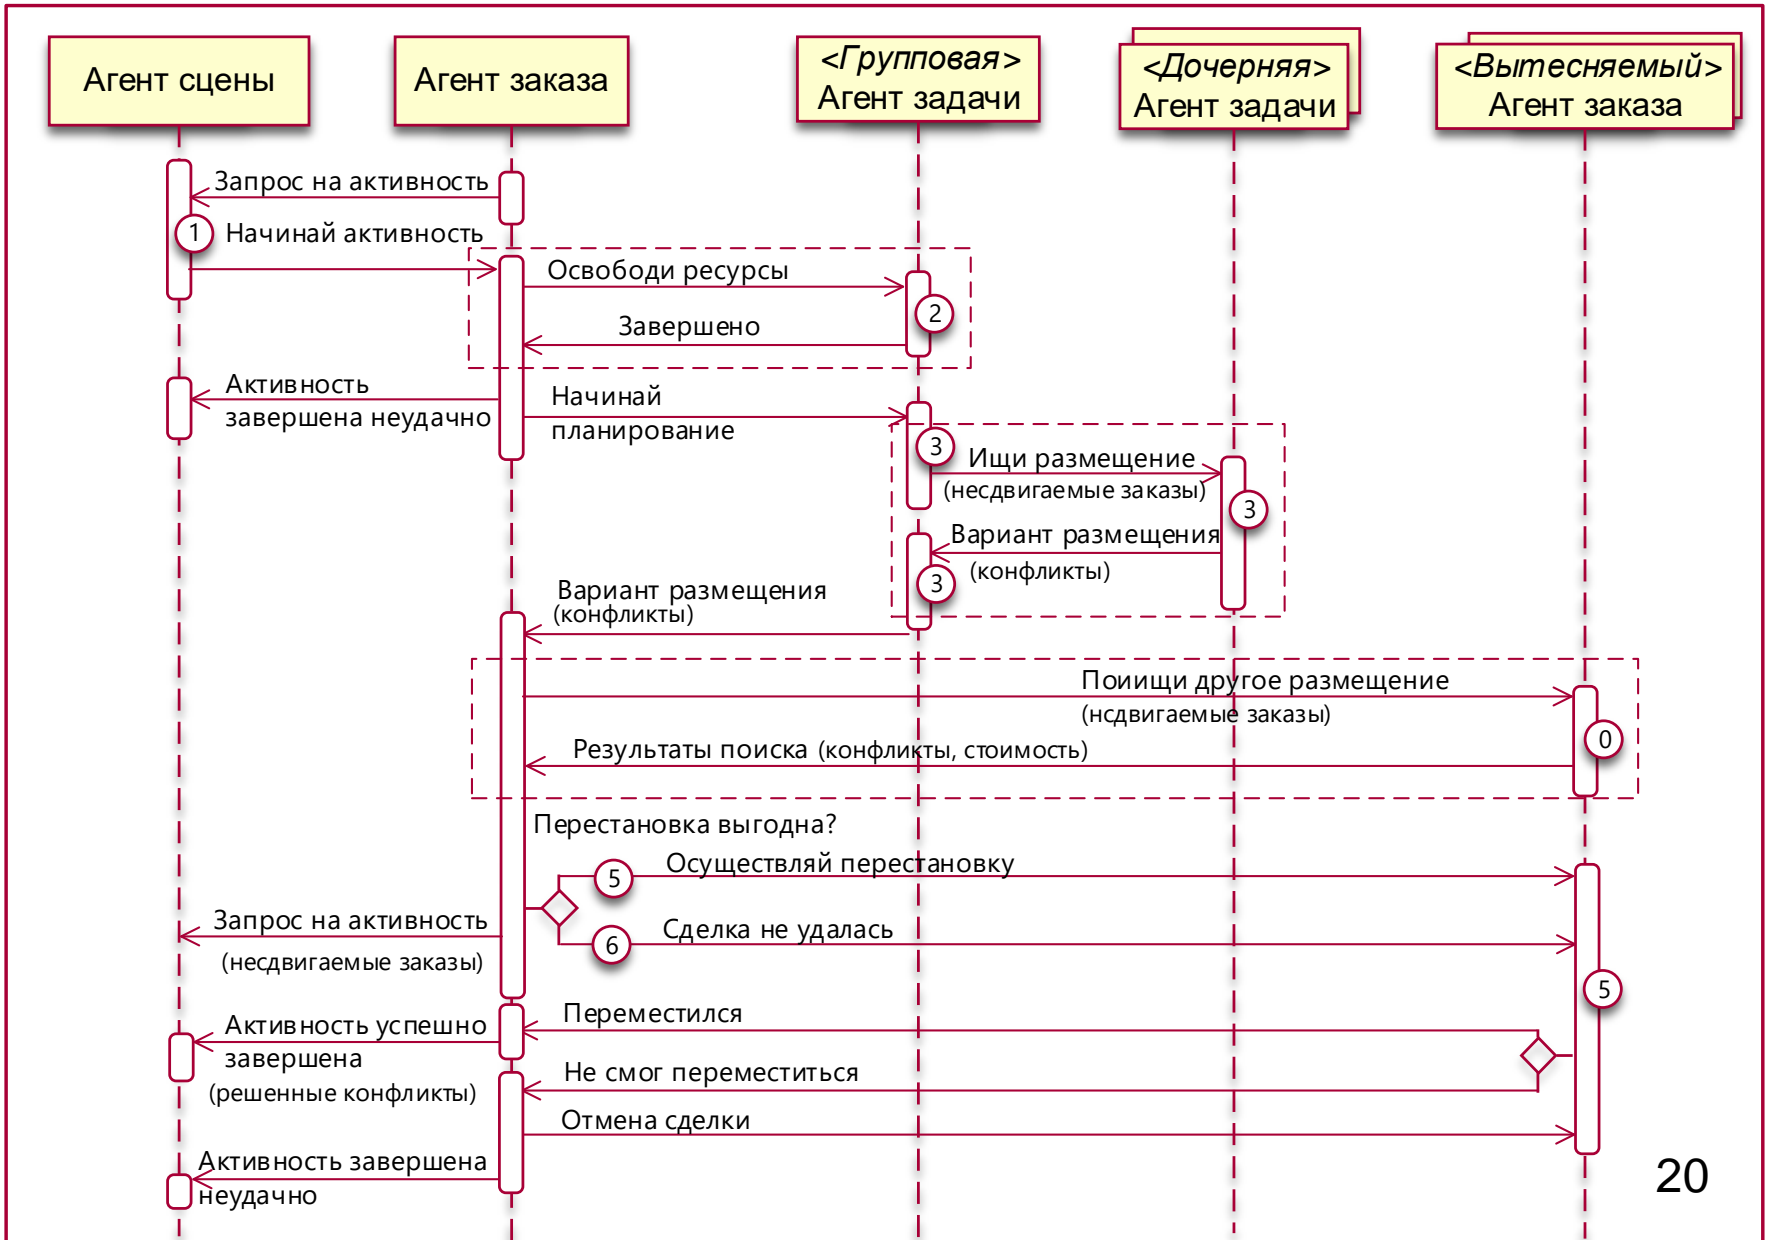 Агент сцены
Агент заказа
<Групповая>
Агент задачи
<Дочерняя>
Агент задачи
<Вытесняемый>
Агент заказа
Запрос на активность
1
Начинай активность
Освободи ресурсы
2
Завершено
Активность
завершена неудачно
Начинай
планирование
3
Ищи размещение
(несдвигаемые заказы)
3
Вариант размещения
(конфликты)
3
Вариант размещения
(конфликты)
Поиищи другое размещение
(нсдвигаемые заказы)
0
Результаты поиска (конфликты, стоимость)
Перестановка выгодна?
5
Осуществляй перестановку
Запрос на активность
(несдвигаемые заказы)
6
Сделка не удалась
5
Переместился
Активность успешно
завершена
(решенные конфликты)
Не смог переместиться
Отмена сделки
Активность завершена
неудачно
20